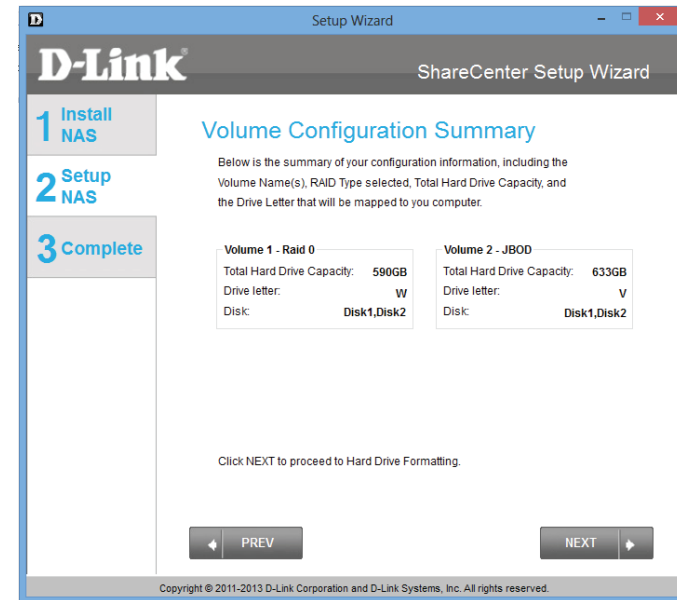 Setup Wizard
D-Link
ShareCenter Setup Wizard
1 Install
NAS
2 Setup
NAS
3 Complete
Volume Configuration Summary
Below is the summary of your configuration information, including the
Volume Name(s), RAID Type selected, Total Hard Drive Capacity, and
the Drive Letter that will be mapped to you computer.
Volume 1 - Raid 0
Total Hard Drive Capacity: 590GB
Drive letter: W
Disk: Disk1,Disk2
Volume 2 - JBOD
Total Hard Drive Capacity: 633GB
Drive letter: V
Disk: Disk1,Disk2
Click NEXT to proceed to Hard Drive Formatting.
PREV
NEXT
Copyright © 2011-2013 D-Link Corporation and D-Link Systems, Inc. All rights reserved.